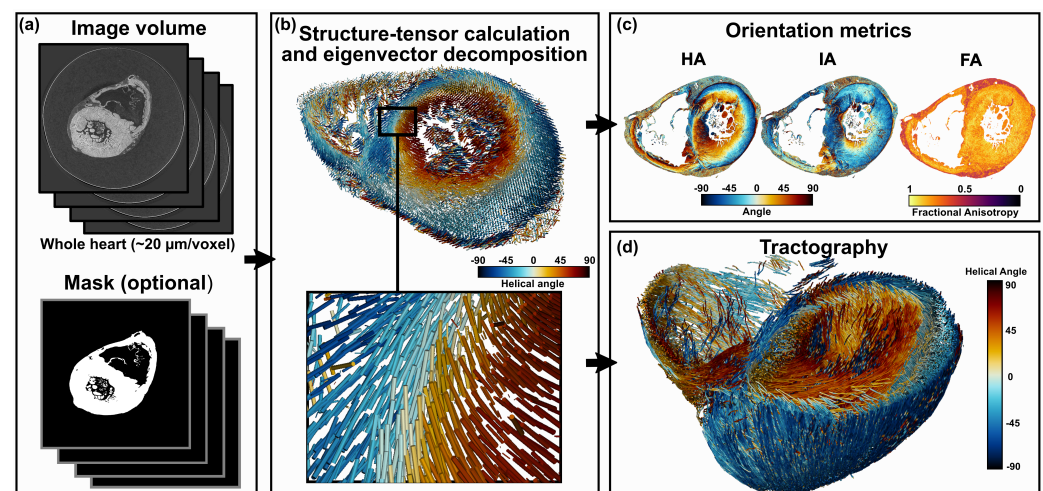 (a)
Image volume
Whole heart (~20 µm/voxel)
Mask (optional)
(b)
Structure-tensor calculation
and eigenvector decomposition
-90 -45 0 45 90
Helical angle
(c)
Orientation metrics
HA IA FA
-90 -45 0 45 90
Angle
1 0.5 0
Fractional Anisotropy
(d)
Tractography
Helical Angle
90
45
0
-45
-90